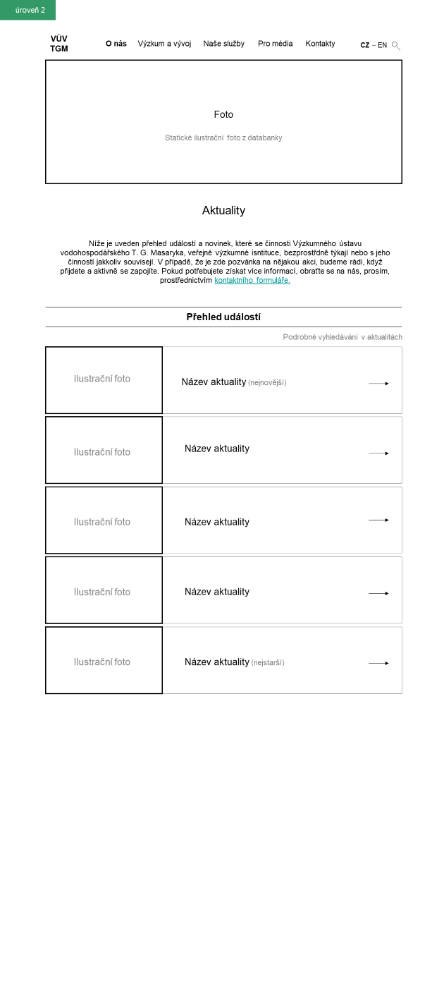 úroveň 2
VÚV
TGM
O nás Výzkum a vývoj Naše služby Pro média Kontakty CZ – EN
Foto
Statické ilustrační foto z databanky
Aktuality
Níže je uveden přehled událostí a novinek, které se činnosti Výzkumného ústavu
vodohospodářského T. G. Masaryka, veřejné výzkumné isntituce, bezprostřdně týkají nebo s jeho
činností jakkoliv souvisejí. V případě, že je zde pozvánka na nějakou akci, budeme rádi, když
přijdete a aktivně se zapojíte. Pokud potřebujete získat více informací, obraťte se na nás, prosím,
prostřednictvím kontaktního formuláře.
Přehled událostí
Podrobné vyhledávání v aktualitách
Ilustrační foto Název aktuality (nejnovější)
Ilustrační foto Název aktuality
Ilustrační foto Název aktuality
Ilustrační foto Název aktuality
Ilustrační foto Název aktuality (nejstarší)